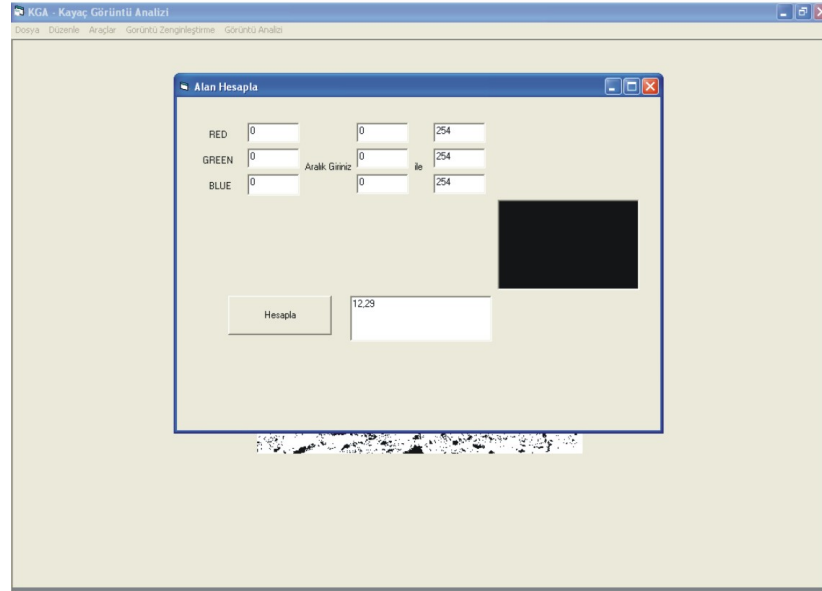 KGA - Kayaç Görüntü Analizi
Dosya Düzenle Araçlar Goruntü Zenginleştirme Görüntü Analizi
Alan Hesapla
RED 0 0 254
GREEN 0 Aralık Giriniz 0 ile 254
BLUE 0 0 254
Hesapla 12,29